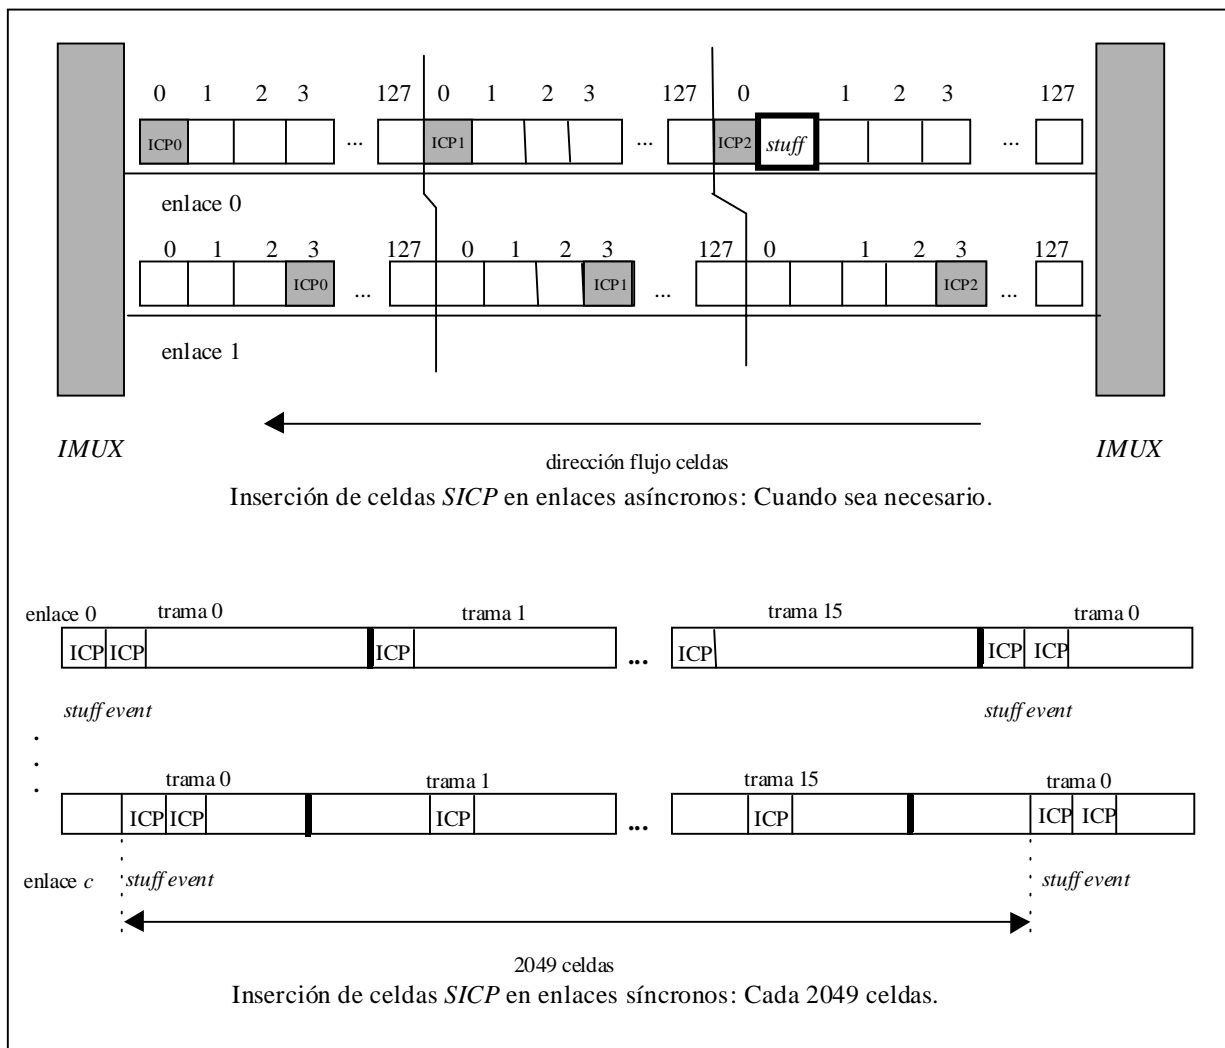 0 1 2 3 127 0 1 2 3 127 0 1 2 3 127
ICP0 ... ICP1 ... ICP2 stuff ...
enlace 0
0 1 2 3 127 0 1 2 3 127 0 1 2 3 127
ICP0 ... ICP1 ... ICP2 ...
enlace 1
IMUX IMUX
dirección flujo celdas
Inserción de celdas SICP en enlaces asíncronos: Cuando sea necesario.
enlace 0 trama 0 trama 1 trama 15 trama 0
ICP ICP ICP ... ICP ICP ICP
stuff event stuff event
.
.
.
trama 0 trama 1 trama 15 trama 0
ICP ICP ICP ... ICP ICP ICP
enlace c stuff event stuff event
2049 celdas
Inserción de celdas SICP en enlaces síncronos: Cada 2049 celdas.